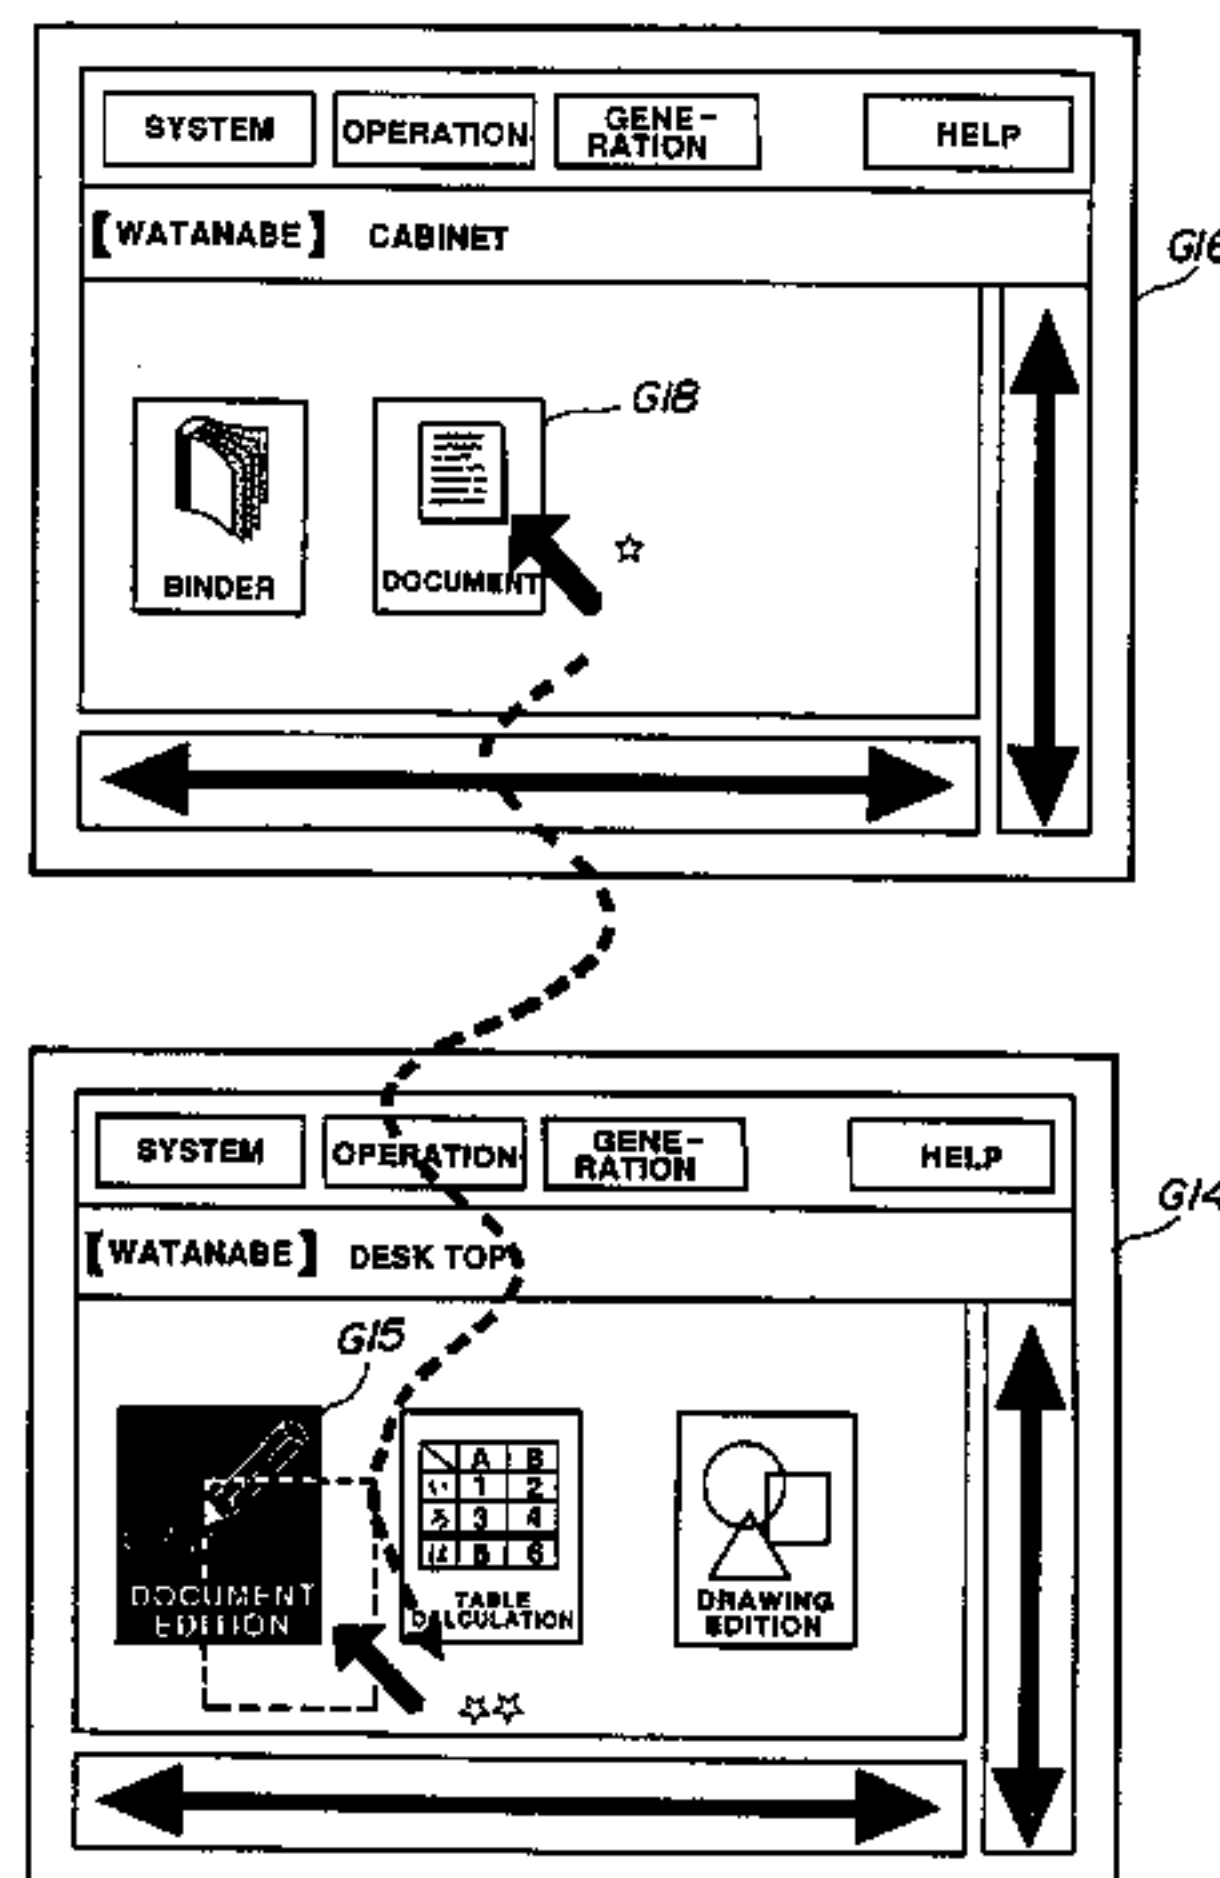 SYSTEM OPERATION GENE-
RATION HELP
[WATANABE] CABINET
G16
G18
BINDER DOCUMENT
SYSTEM OPERATION GENE-
RATION HELP
G14
[WATANABE] DESK TOP
G15
A B
1 2
3 4
5 6
DOCUMENT
EDITION
TABLE
CALCULATION
DRAWING
EDITION